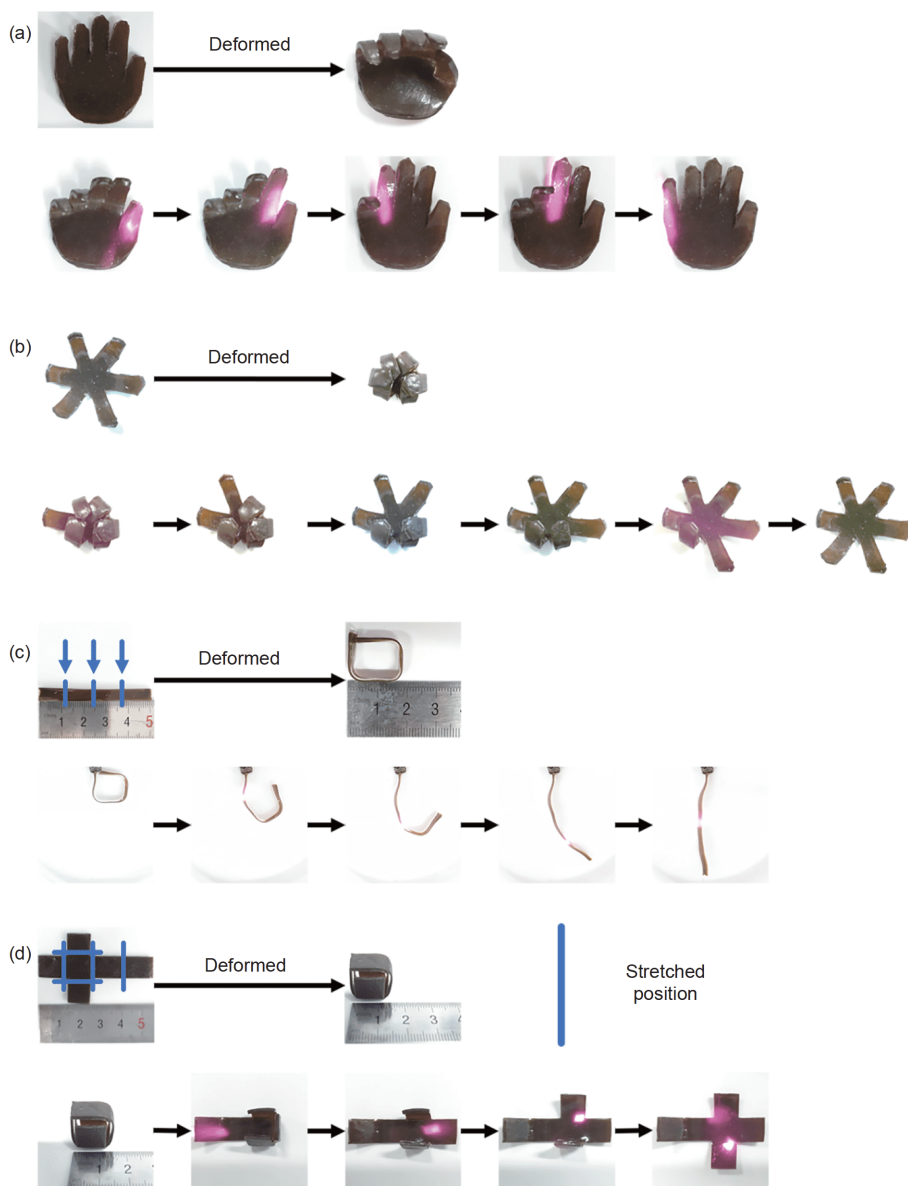 (a)
Deformed
(b)
Deformed
(c)
Deformed
1 2 3 4 5
1 2 3
(d)
Deformed
Stretched
position
1 2 3 4 5
1 2 3
1 2